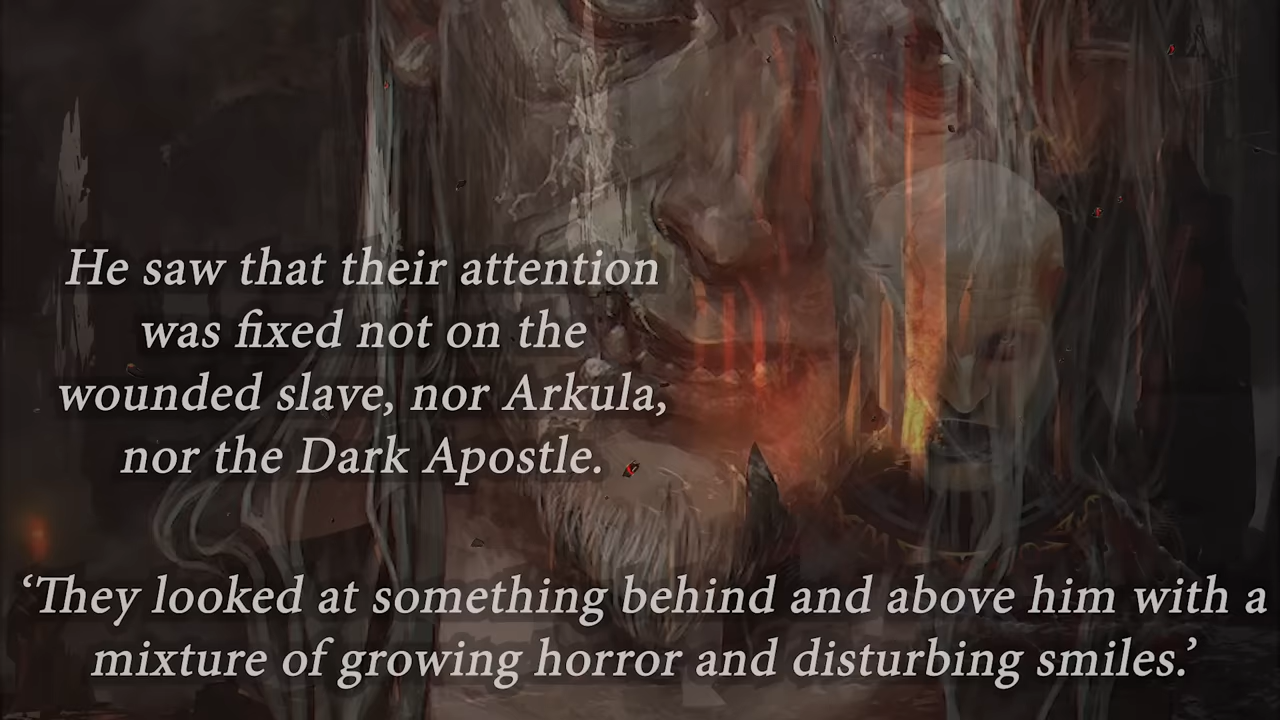 He saw that their attention
was fixed not on the
wounded slave, nor Arkula,
nor the Dark Apostle.
‘They looked at something behind and above him with a
mixture of growing horror and disturbing smiles.’